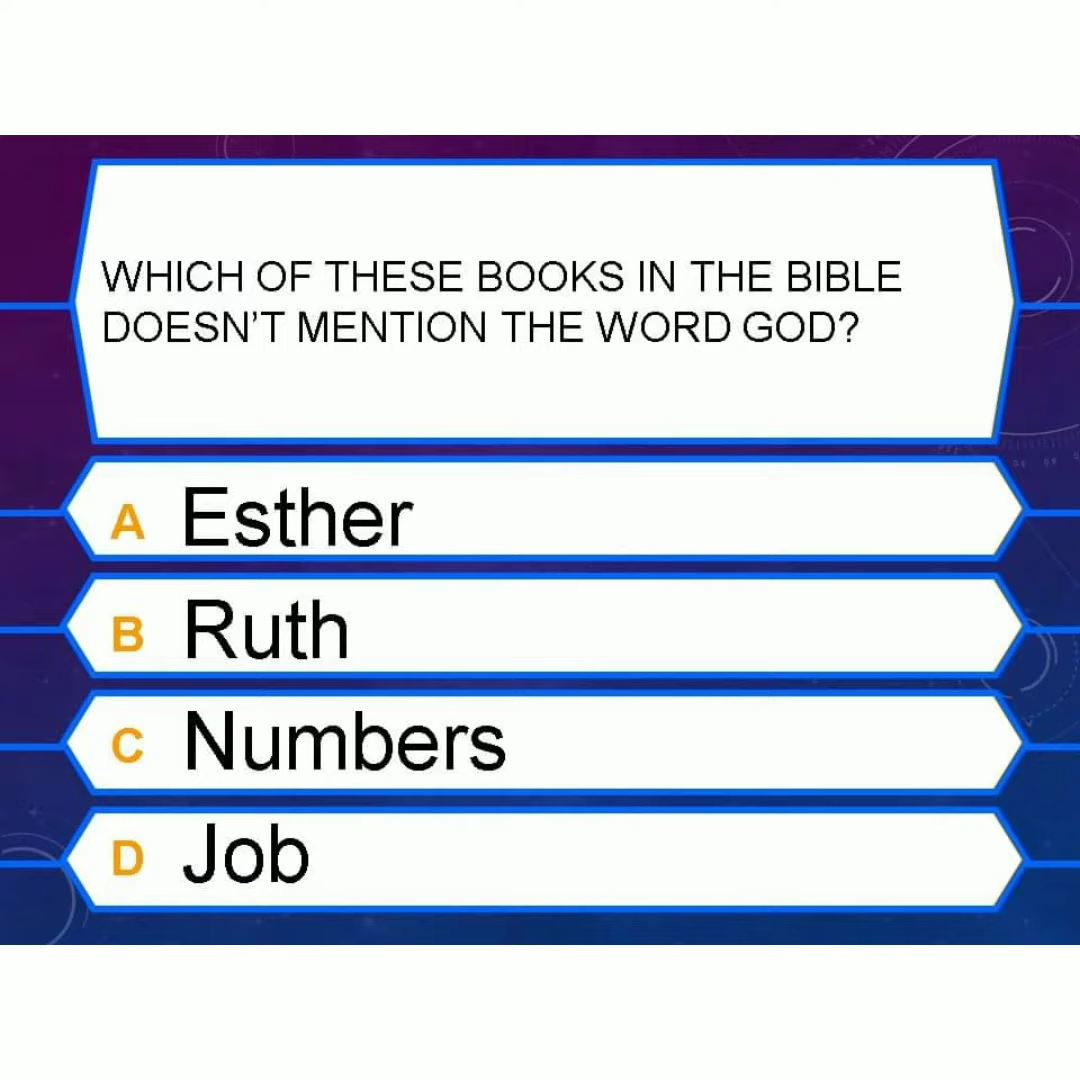 WHICH OF THESE BOOKS IN THE BIBLE
DOESN'T MENTION THE WORD GOD?
A Esther
B Ruth
C Numbers
D Job